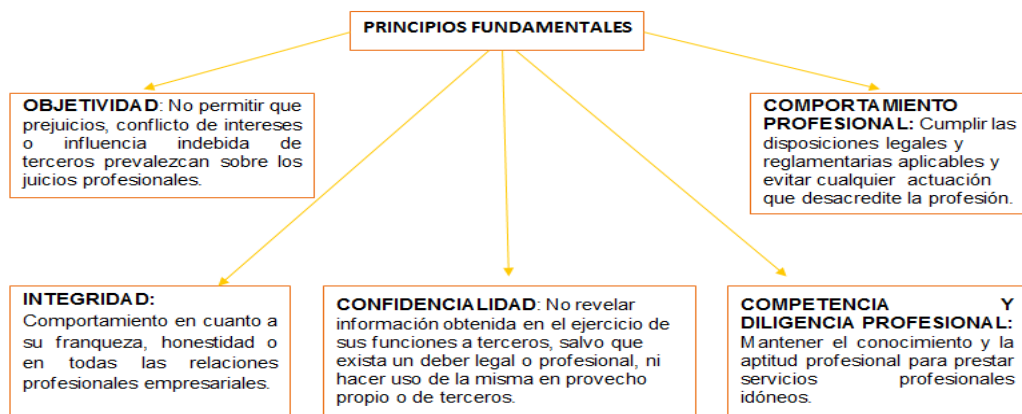 PRINCIPIOS FUNDAMENTALES
OBJETIVIDAD: No permitir que
prejuicios, conflicto de intereses
o influencia indebida de
terceros prevalezcan sobre los
juicios profesionales.
COMPORTAMIENTO
PROFESIONAL: Cumplir las
disposiciones legales y
reglamentarias aplicables y
evitar cualquier actuación
que desacredite la profesión.
INTEGRIDAD:
Comportamiento en cuanto a
su franqueza, honestidad o
en todas las relaciones
profesionales empresariales.
CONFIDENCIALIDAD: No revelar
información obtenida en el ejercicio de
sus funciones a terceros, salvo que
exista un deber legal o profesional, ni
hacer uso de la misma en provecho
propio o de terceros.
COMPETENCIA Y
DILIGENCIA PROFESIONAL:
Mantener el conocimiento y la
aptitud profesional para prestar
servicios profesionales
idóneos.